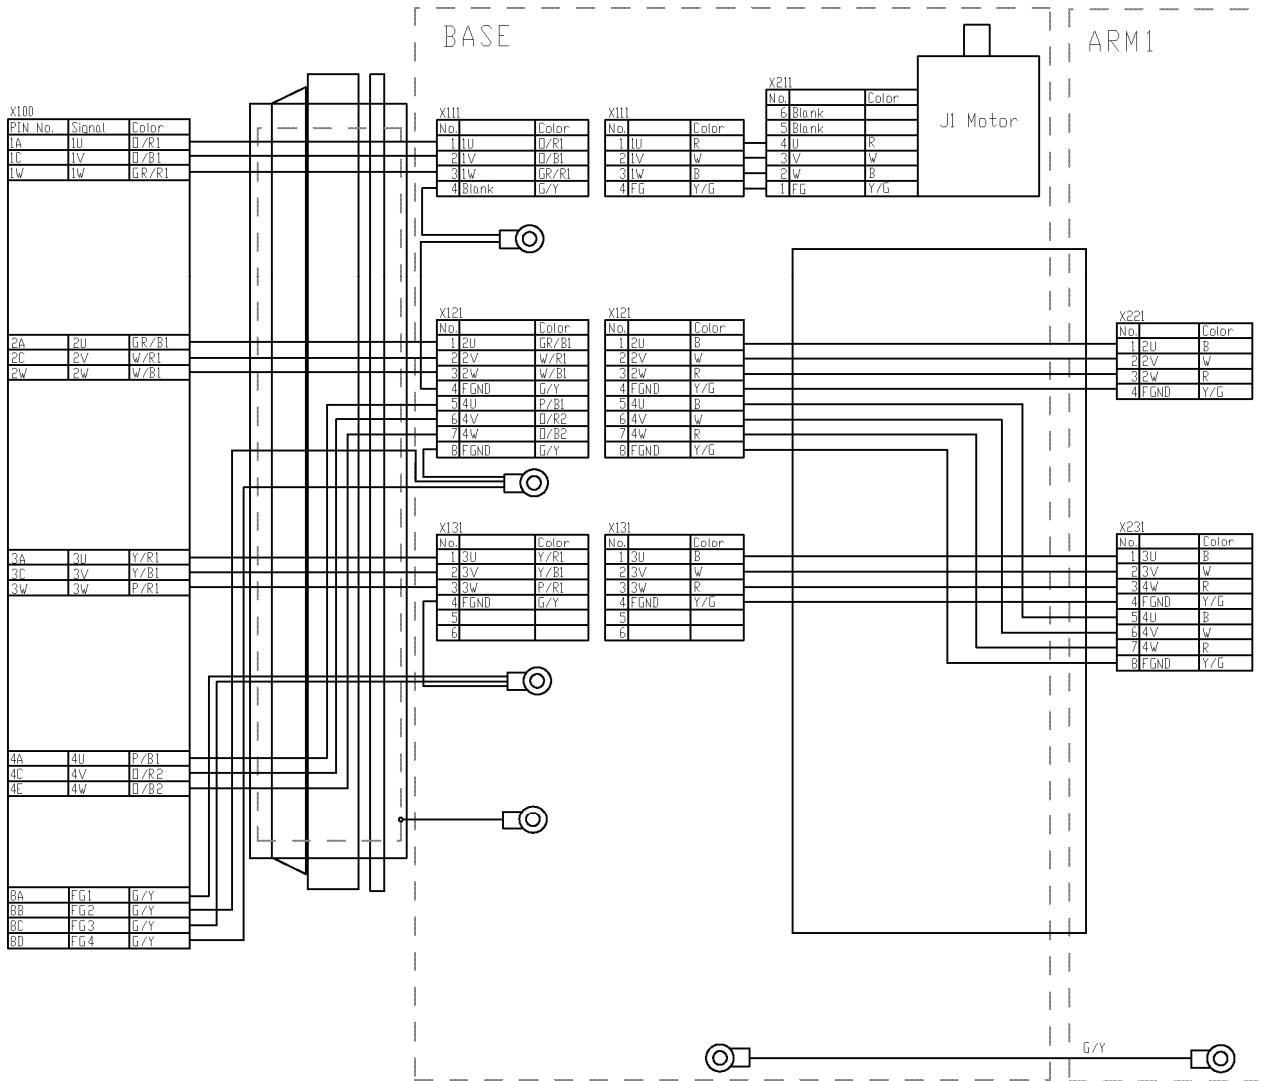 BASE
ARM1
X100
PIN No. Signal Color
1A 1U O/R1
1C 1V O/B1
1W 1W GR/R1
2A 2U GR/B1
2C 2V W/R1
2W 2W W/B1
3A 3U Y/R1
3C 3V Y/B1
3W 3W P/R1
4A 4U P/B1
4C 4V O/R2
4E 4W O/B2
8A FG1 G/Y
8B FG2 G/Y
8C FG3 G/Y
8D FG4 G/Y
X111
No. Color
1 1U O/R1
2 1V O/B1
3 1W GR/R1
4 Blank G/Y
X111
No. Color
1 1U R
2 1V W
3 1W B
4 FG Y/G
X211
No. Color
6 Blank
5 Blank
4 U R
3 V W
2 W B
1 FG Y/G
J1 Motor
X121
No. Color
1 2U GR/B1
2 2V W/R1
3 2W W/B1
4 FGND G/Y
5 4U P/B1
6 4V O/R2
7 4W O/B2
8 FGND G/Y
X121
No. Color
1 2U B
2 2V W
3 2W R
4 FGND Y/G
5 4U B
6 4V W
7 4W R
8 FGND Y/G
X221
No. Color
1 2U B
2 2V W
3 2W R
4 FGND Y/G
X131
No. Color
1 3U Y/R1
2 3V Y/B1
3 3W P/R1
4 FGND G/Y
5
6
X131
No. Color
1 3U B
2 3V W
3 3W R
4 FGND Y/G
5
6
X231
No. Color
1 3U B
2 3V W
3 4W R
4 FGND Y/G
5 4U B
6 4V W
7 4W R
8 FGND Y/G
G/Y